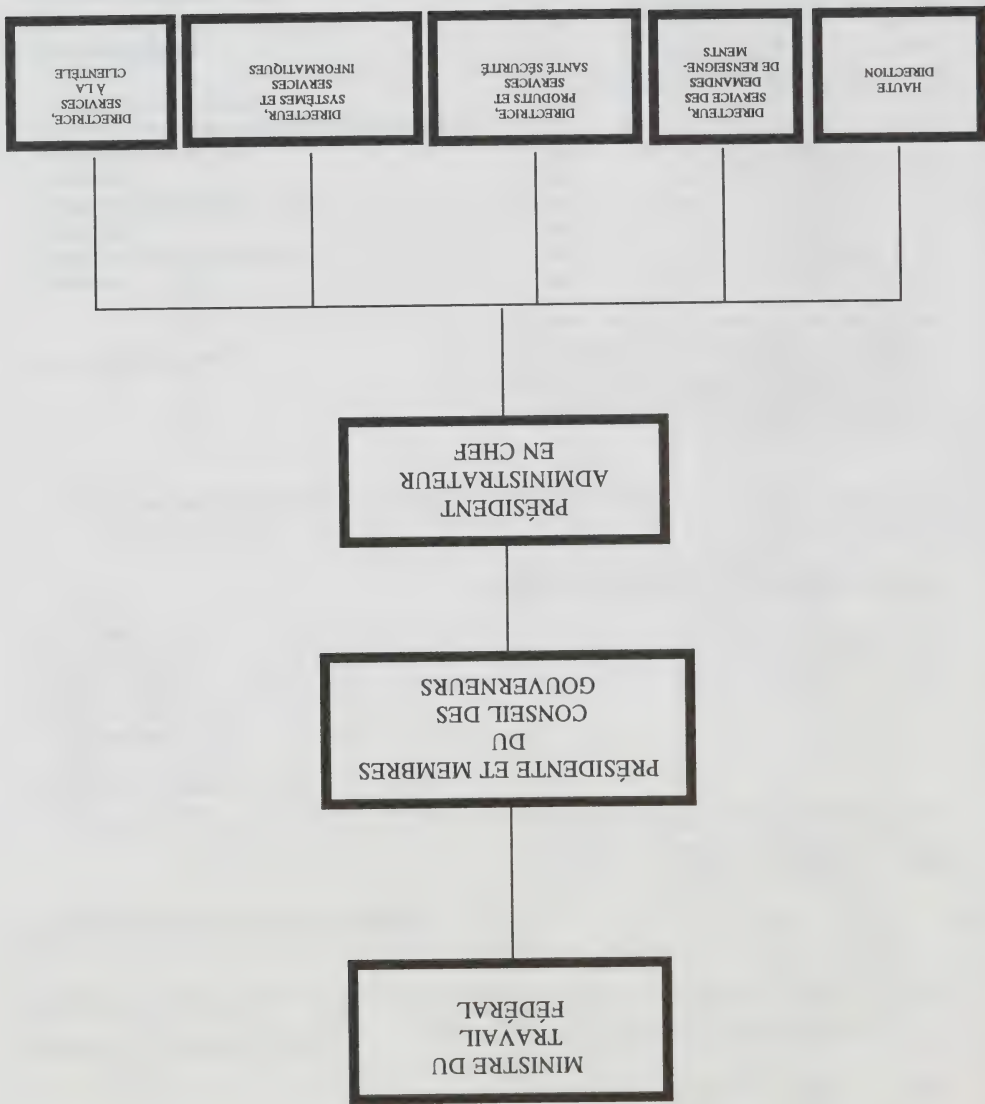 MINISTRE DU
TRAVAIL
FÉDÉRAL
PRÉSIDENTE ET MEMBRES
DU
CONSEIL DES
GOUVERNEURS
PRÉSIDENT
ADMINISTRATEUR
EN CHEF
HAUTE
DIRECTION
DIRECTEUR,
SERVICE DES
DEMANDES
DE RENSEIGNE-
MENTS
DIRECTRICE,
PRODUITS ET
SERVICES
SANTÉ SÉCURITÉ
DIRECTEUR,
SYSTÈMES ET
SERVICES
INFORMATIQUES
DIRECTRICE,
SERVICES
À LA
CLIENTÈLE